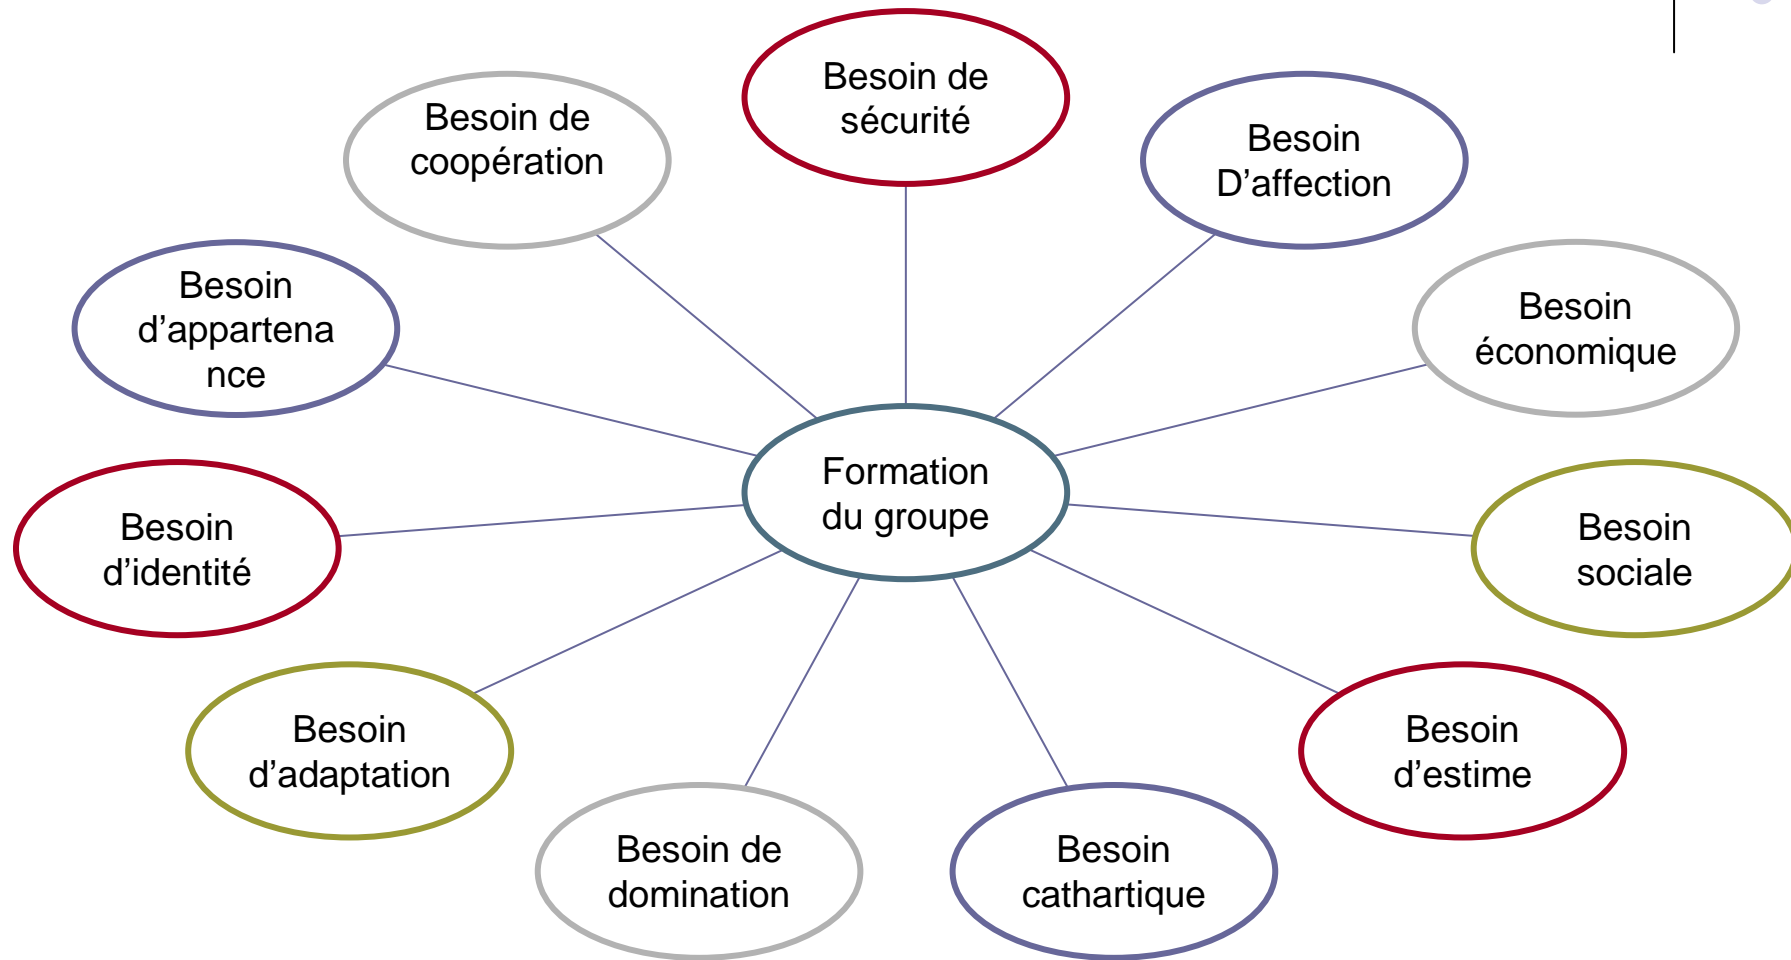 Besoin de
sécurité
Besoin
D’affection
Besoin
économique
Besoin
sociale
Besoin
d’estime
Besoin
cathartique
Besoin de
domination
Besoin
d’adaptation
Besoin
d’identité
Besoin
d’appartena
nce
Besoin de
coopération
Formation
du groupe